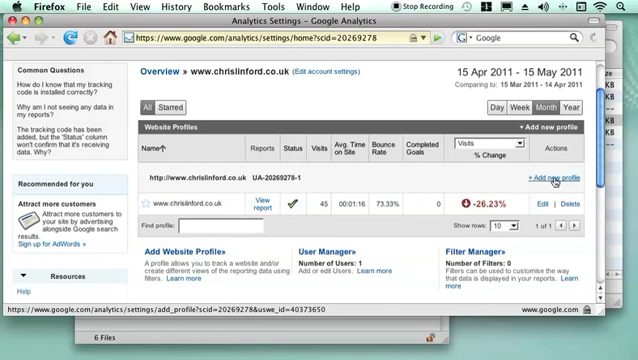 Firefox File Edit View History Bookmarks Tools Window Help Stop Recording
Analytics Settings - Google Analytics
https://www.google.com/analytics/settings/home?scid=20269278
Google
Common Questions
How do I know that my tracking
code is installed correctly?
Why am I not seeing any data in
my reports?
The tracking code has been
added, but the 'Status' column
won't confirm that it's receiving
data. Why?
Recommended for you
Attract more customers
Attract more customers to
your site by advertising
alongside Google search
results.
Sign up for AdWords »
Resources
Help
Overview » www.chrislinford.co.uk (Edit account settings)
15 Apr 2011 - 15 May 2011
Comparing to: 15 Mar 2011 - 14 Apr 2011
All Starred
Day Week Month Year
Website Profiles
+ Add new profile
Name↑ Reports Status Visits Avg. Time on Site Bounce Rate Completed Goals Visits % Change Actions
http://www.chrislinford.co.uk UA-20269278-1
+ Add new profile
www.chrislinford.co.uk View report 45 00:01:16 73.33% 0 -26.23% Edit | Delete
Find profile:
Show rows: 10 1 of 1
Add Website Profile»
A profile allows you to track a website and/or
create different views of the reporting data using
filters. Learn more
User Manager»
Number of Users: 1
Add or edit Users. Learn more
Filter Manager»
Number of Filters: 0
Filters can be used to customise the way
that data is displayed in your reports. Learn
more
https://www.google.com/analytics/settings/add_profile?scid=20269278&uswe_id=40373650
www.google.com
6 Files
KB
KB
KB
KB